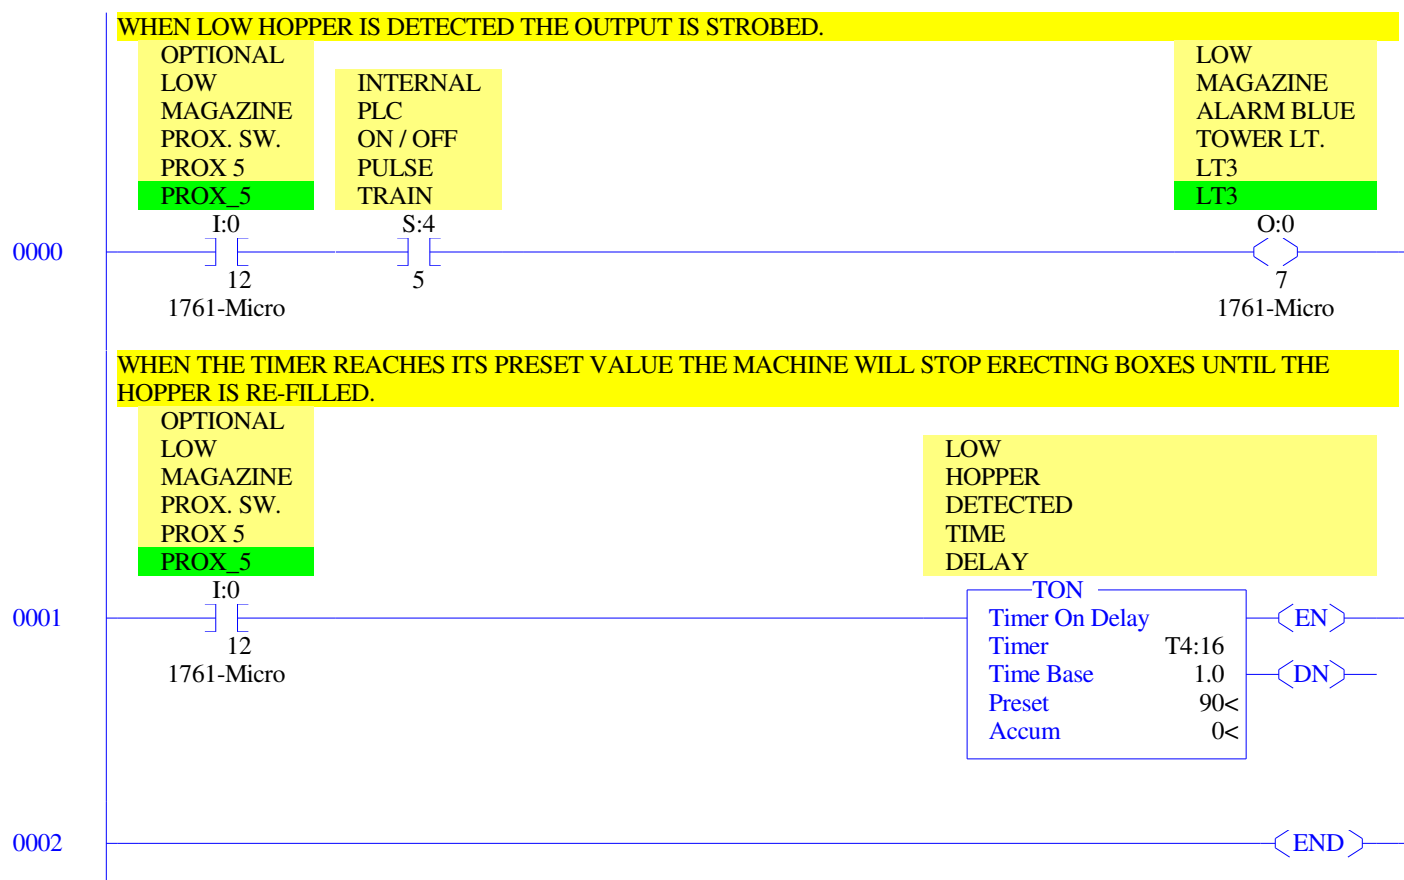 WHEN LOW HOPPER IS DETECTED THE OUTPUT IS STROBED.
OPTIONAL
LOW
MAGAZINE
PROX. SW.
PROX 5
PROX_5
I:0
12
1761-Micro
INTERNAL
PLC
ON / OFF
PULSE
TRAIN
S:4
5
LOW
MAGAZINE
ALARM BLUE
TOWER LT.
LT3
LT3
O:0
7
1761-Micro
0000
WHEN THE TIMER REACHES ITS PRESET VALUE THE MACHINE WILL STOP ERECTING BOXES UNTIL THE
HOPPER IS RE-FILLED.
OPTIONAL
LOW
MAGAZINE
PROX. SW.
PROX 5
PROX_5
I:0
12
1761-Micro
LOW
HOPPER
DETECTED
TIME
DELAY
TON
Timer On Delay
Timer T4:16
Time Base 1.0
Preset 90<
Accum 0<
EN
DN
0001
0002
END